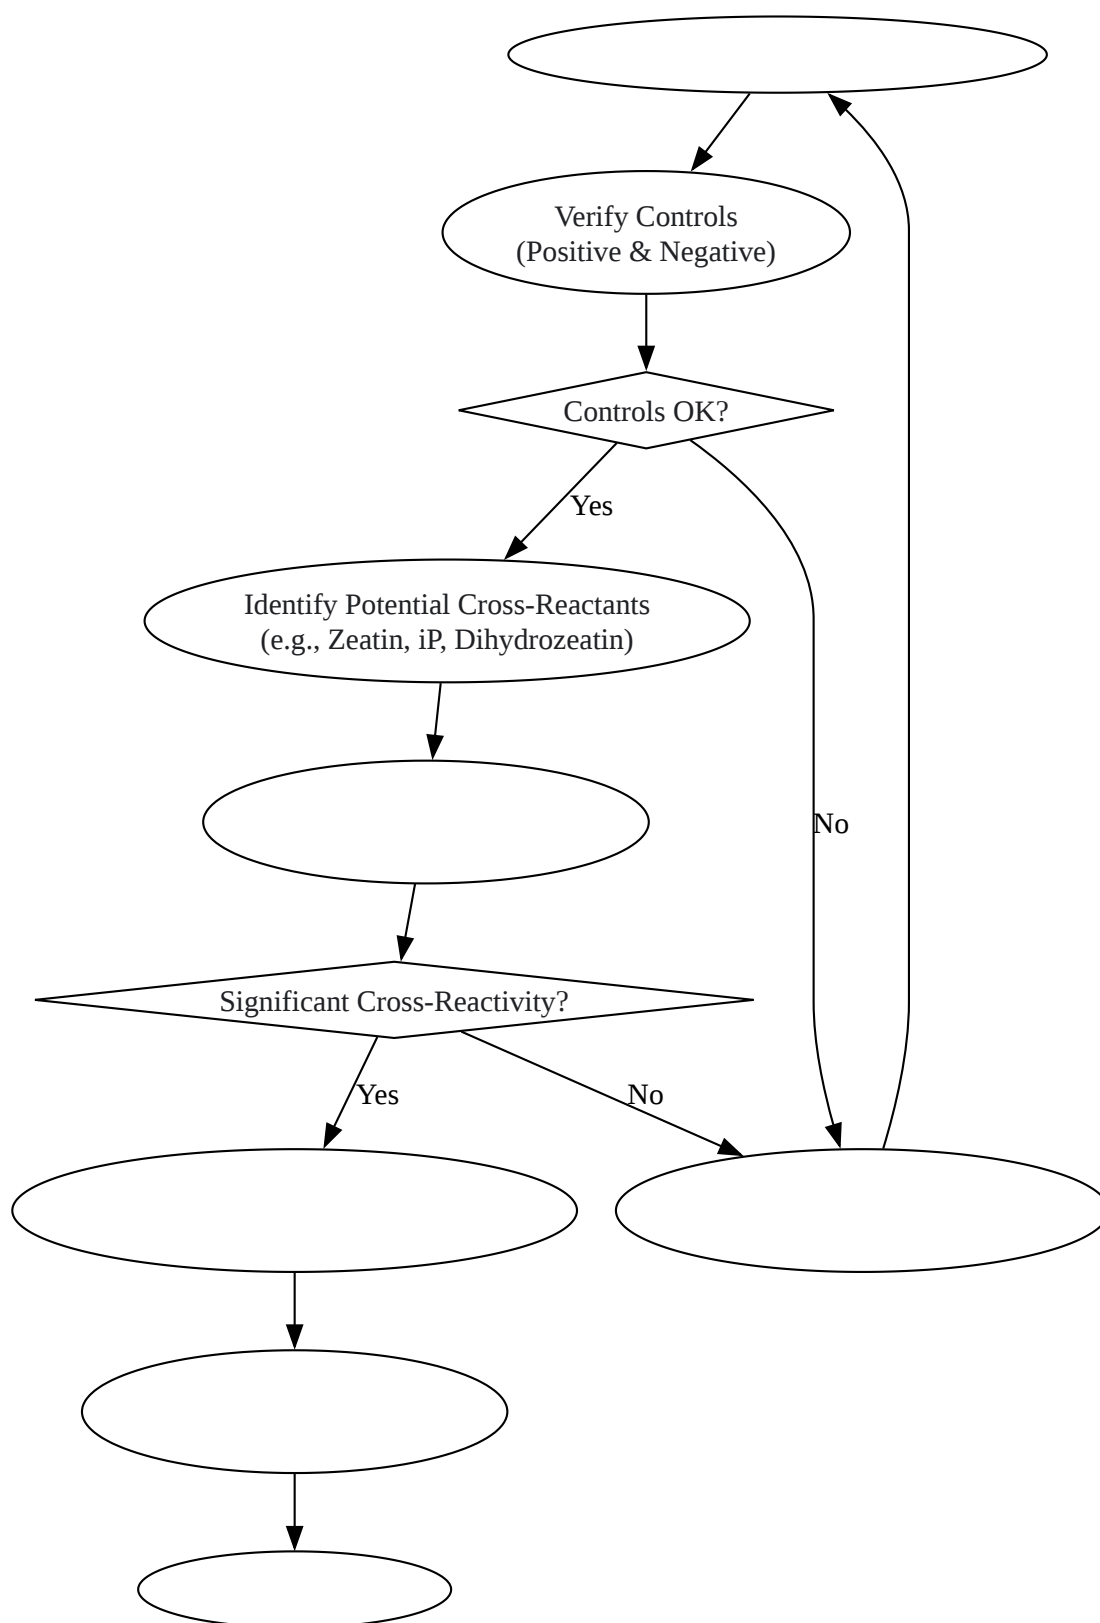 Verify Controls
(Positive & Negative)
Controls OK?
Yes
Identify Potential Cross-Reactants
(e.g., Zeatin, iP, Dihydrozeatin)
No
Significant Cross-Reactivity?
Yes
No